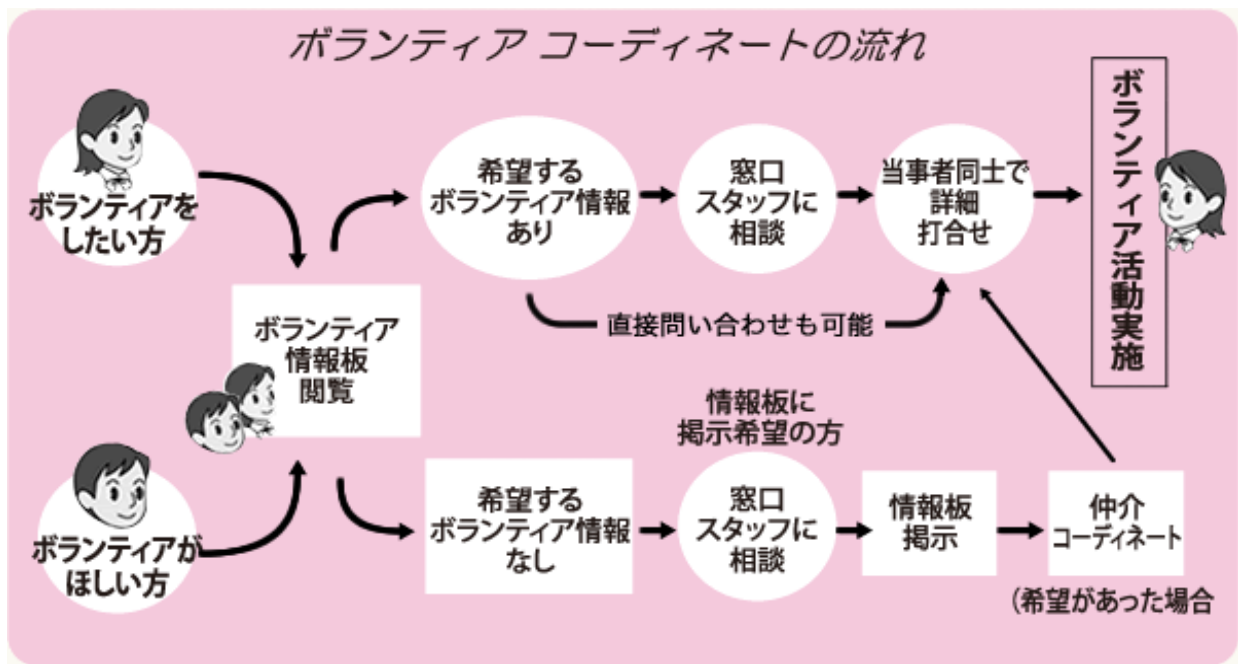 ボランティア コーディネートの流れ
ボランティアを
したい方
ボランティアが
ほしい方
ボランティア
情報板
閲覧
希望する
ボランティア情報
あり
窓口
スタッフに
相談
当事者同士で
詳細
打合せ
ボランティア活動実施
直接問い合わせも可能
希望する
ボランティア情報
なし
情報板に
掲示希望の方
窓口
スタッフに
相談
情報板
掲示
仲介
コーディネート
(希望があった場合